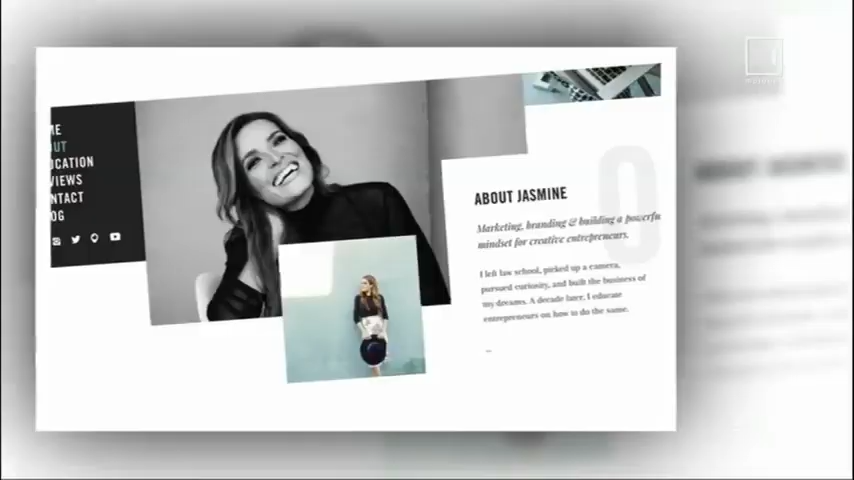 ME
OUT
UCATION
VIEWS
NTACT
OG
ABOUT JASMINE
Marketing, branding & building a powerfu
mindset for creative entrepreneurs.
I left law school, picked up a camera,
pursued curiosity, and built the business of
my dreams. A decade later, I educate
entrepreneurs on how to do the same.